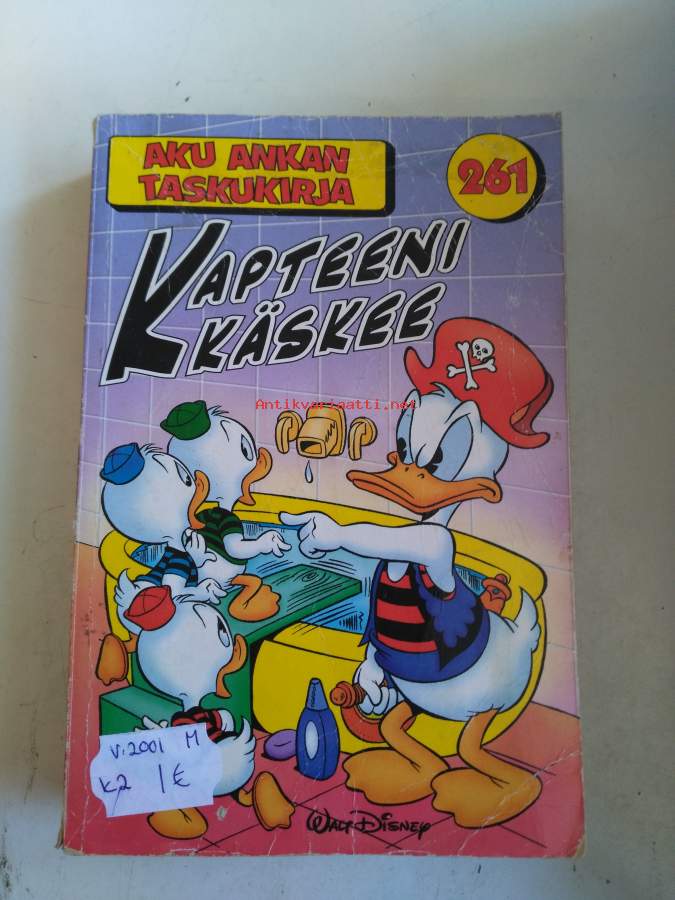 AKU ANKAN
TASKUKIRJA
261
KAPTEENI
KÄSKEE
Antikvariaatti.net
V.2001 M
K2 1€
WALT DISNEY